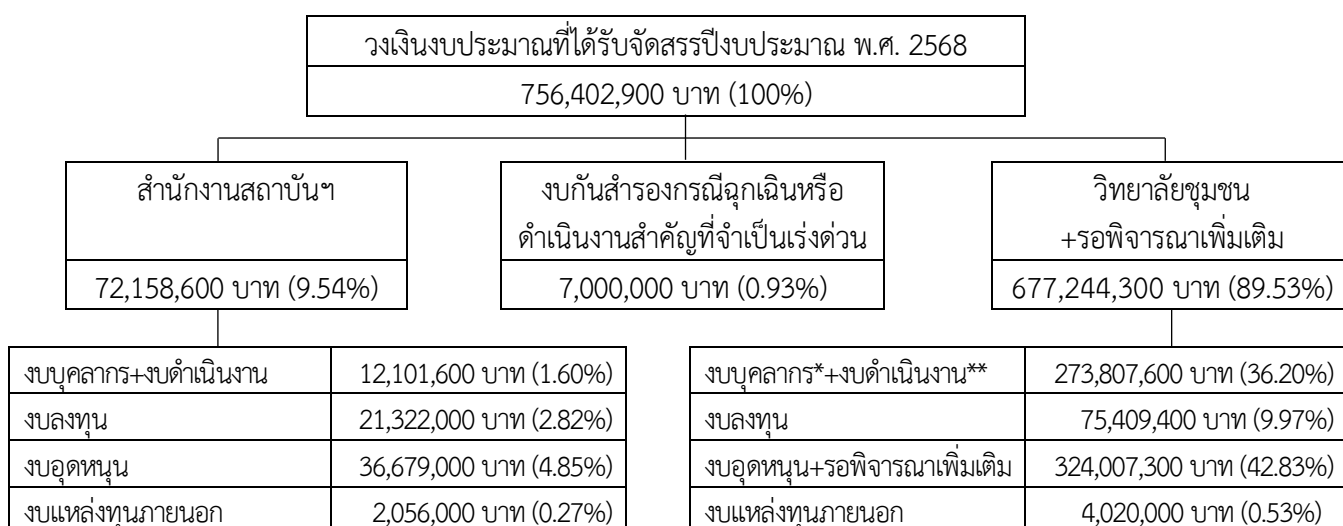 วงเงินงบประมาณที่ได้รับจัดสรรปีงบประมาณ พ.ศ. 2568
756,402,900 บาท (100%)
สำนักงานสถาบันฯ
72,158,600 บาท (9.54%)
งบกันสำรองกรณีฉุกเฉินหรือ
ดำเนินงานสำคัญที่จำเป็นเร่งด่วน
7,000,000 บาท (0.93%)
วิทยาลัยชุมชน
+รอพิจารณาเพิ่มเติม
677,244,300 บาท (89.53%)
งบบุคลากร+งบดำเนินงาน 12,101,600 บาท (1.60%)
งบลงทุน 21,322,000 บาท (2.82%)
งบอุดหนุน 36,679,000 บาท (4.85%)
งบแหล่งทุนภายนอก 2,056,000 บาท (0.27%)
งบบุคลากร*+งบดำเนินงาน** 273,807,600 บาท (36.20%)
งบลงทุน 75,409,400 บาท (9.97%)
งบอุดหนุน+รอพิจารณาเพิ่มเติม 324,007,300 บาท (42.83%)
งบแหล่งทุนภายนอก 4,020,000 บาท (0.53%)